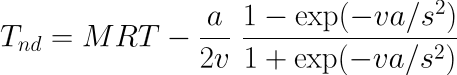 T_{nd} = MRT - \frac{a}{2v} \frac{1 - \exp(-va/s^2)}{1 + \exp(-va/s^2)}